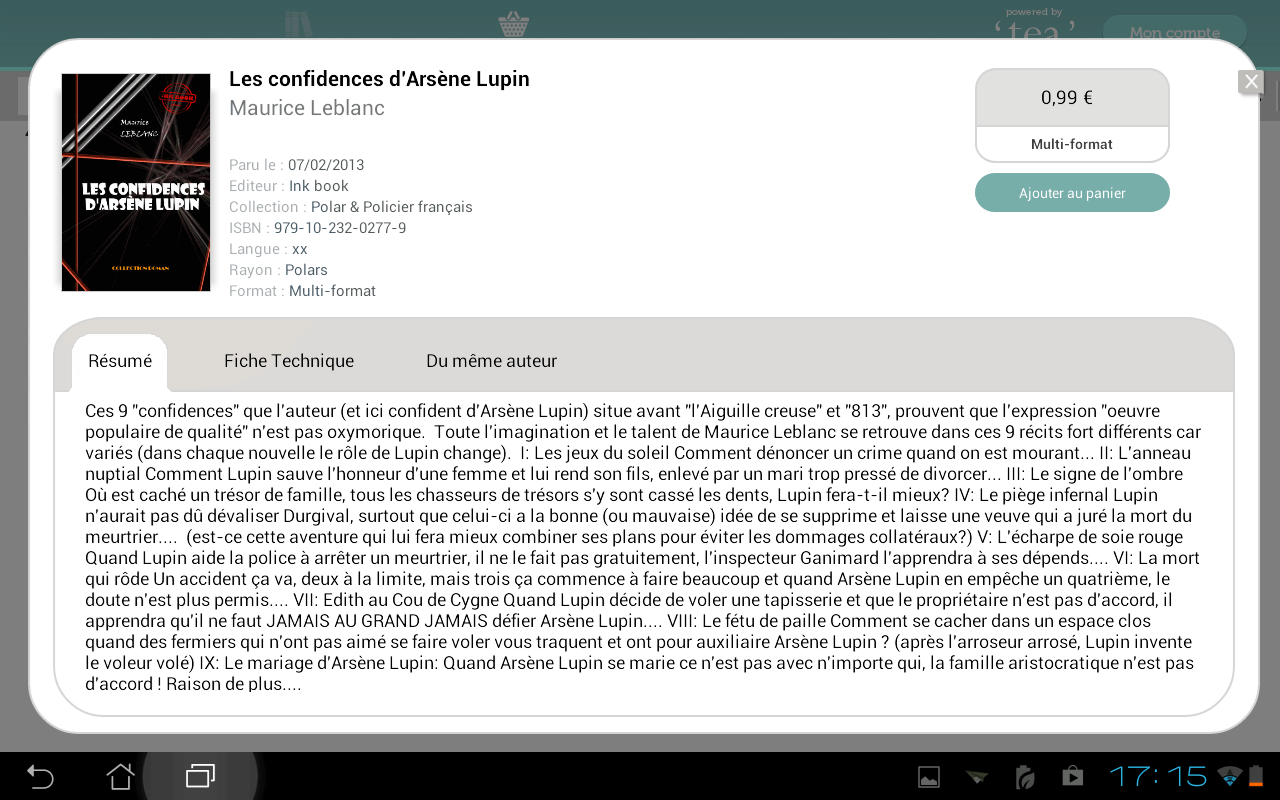 powered by
‘tea’
Mon compte
Les confidences d'Arsène Lupin
Maurice Leblanc
0,99 €
Multi-format
Ajouter au panier
Maurice
LEBLANC
LES CONFIDENCES
D'ARSÈNE LUPIN
COLLECTION ROMAN
Paru le : 07/02/2013
Editeur : Ink book
Collection : Polar & Policier français
ISBN : 979-10-232-0277-9
Langue : xx
Rayon : Polars
Format : Multi-format
Résumé
Fiche Technique
Du même auteur
Ces 9 "confidences" que l'auteur (et ici confident d'Arsène Lupin) situe avant "l'Aiguille creuse" et "813", prouvent que l'expression "oeuvre
populaire de qualité" n'est pas oxymorique.  Toute l'imagination et le talent de Maurice Leblanc se retrouve dans ces 9 récits fort différents car
variés (dans chaque nouvelle le rôle de Lupin change).  I: Les jeux du soleil Comment dénoncer un crime quand on est mourant... II: L'anneau
nuptial Comment Lupin sauve l'honneur d'une femme et lui rend son fils, enlevé par un mari trop pressé de divorcer... III: Le signe de l'ombre
Où est caché un trésor de famille, tous les chasseurs de trésors s'y sont cassé les dents, Lupin fera-t-il mieux? IV: Le piège infernal Lupin
n'aurait pas dû dévaliser Durgival, surtout que celui-ci a la bonne (ou mauvaise) idée de se supprime et laisse une veuve qui a juré la mort du
meurtrier....  (est-ce cette aventure qui lui fera mieux combiner ses plans pour éviter les dommages collatéraux?) V: L'écharpe de soie rouge
Quand Lupin aide la police à arrêter un meurtrier, il ne le fait pas gratuitement, l'inspecteur Ganimard l'apprendra à ses dépends.... VI: La mort
qui rôde Un accident ça va, deux à la limite, mais trois ça commence à faire beaucoup et quand Arsène Lupin en empêche un quatrième, le
doute n'est plus permis.... VII: Edith au Cou de Cygne Quand Lupin décide de voler une tapisserie et que le propriétaire n'est pas d'accord, il
apprendra qu'il ne faut JAMAIS AU GRAND JAMAIS défier Arsène Lupin.... VIII: Le fétu de paille Comment se cacher dans un espace clos
quand des fermiers qui n'ont pas aimé se faire voler vous traquent et ont pour auxiliaire Arsène Lupin ? (après l'arroseur arrosé, Lupin invente
le voleur volé) IX: Le mariage d'Arsène Lupin: Quand Arsène Lupin se marie ce n'est pas avec n'importe qui, la famille aristocratique n'est pas
d'accord ! Raison de plus....
17:15